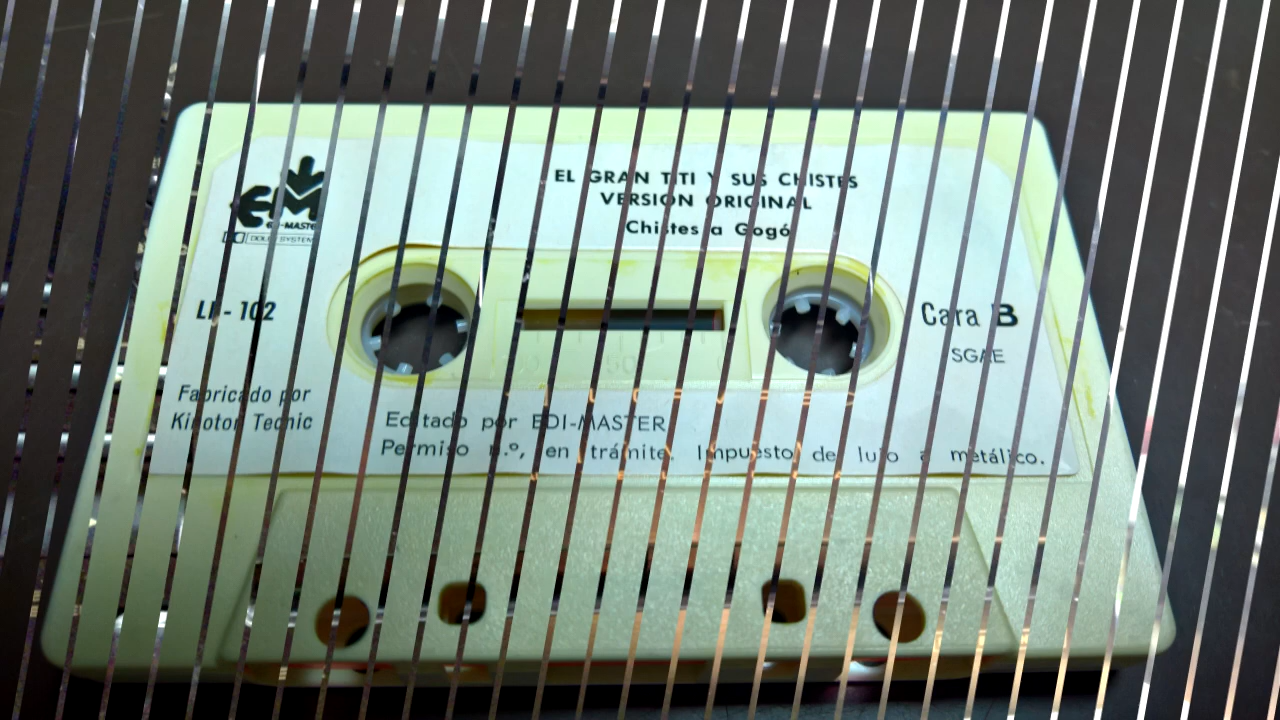 EL GRAN TITI Y SUS CHISTES
VERSION ORIGINAL
Chistes a Gogó
EDI-MASTER
DOLBY SYSTEM
LP-102
Cara B
SGAE
Fabricado por
Kinoton Tecnic
Editado por EDI-MASTER
Permiso n.º, en trámite. Impuesto de lujo a metálico.